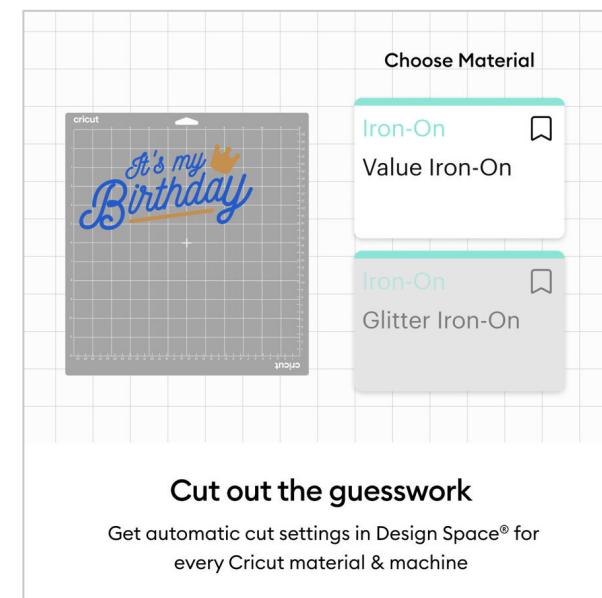 Choose Material
cricut
It's my
Birthday
cricut
Iron-On
Value Iron-On
Iron-On
Glitter Iron-On
Cut out the guesswork
Get automatic cut settings in Design Space® for
every Cricut material & machine